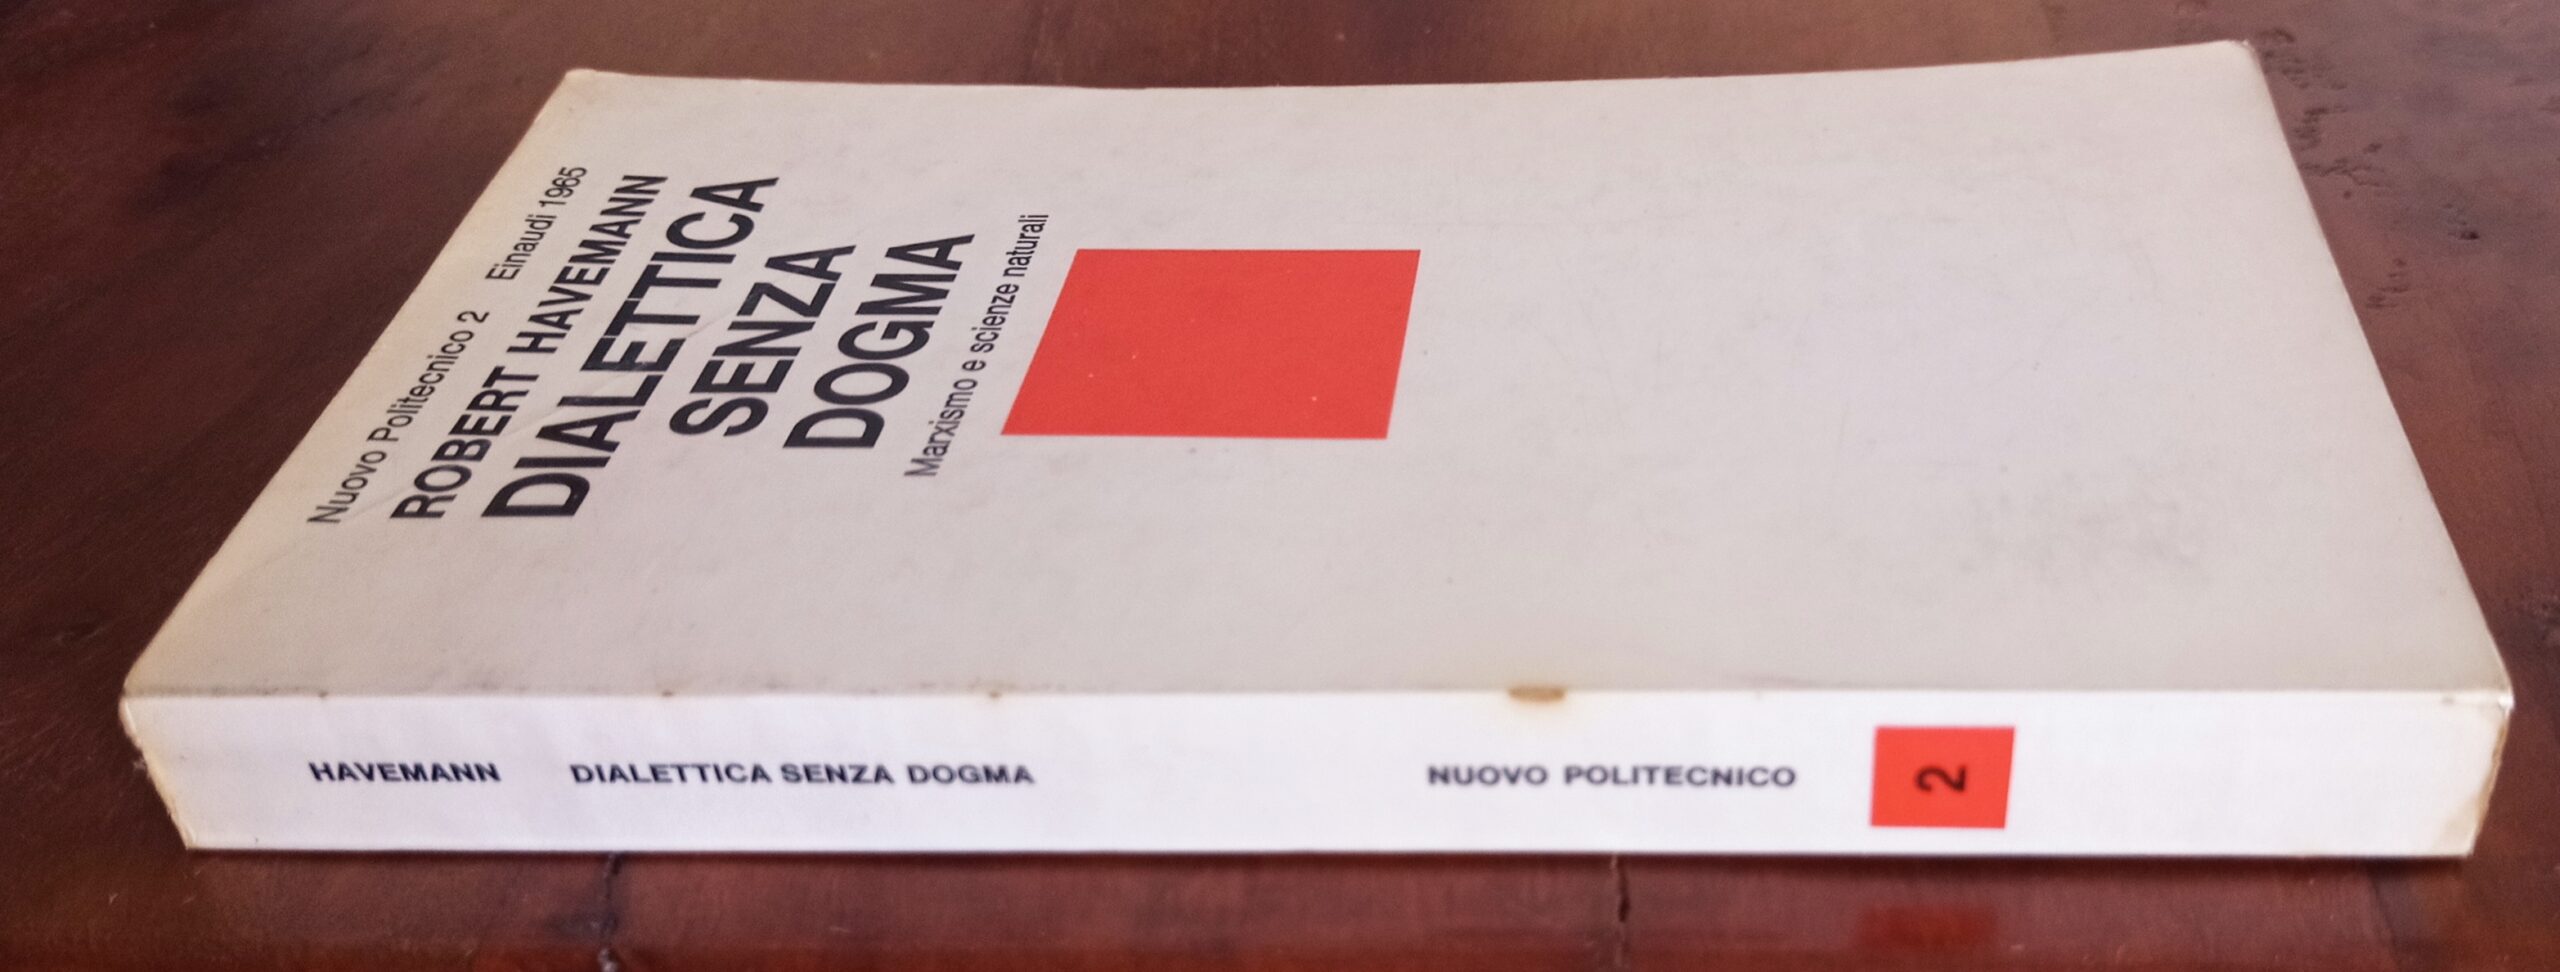 Nuovo Politecnico 2 Einaudi 1965
ROBERT HAVEMANN
DIALETTICA
SENZA
DOGMA
Marxismo e scienze naturali
HAVEMANN DIALETTICA SENZA DOGMA NUOVO POLITECNICO 2